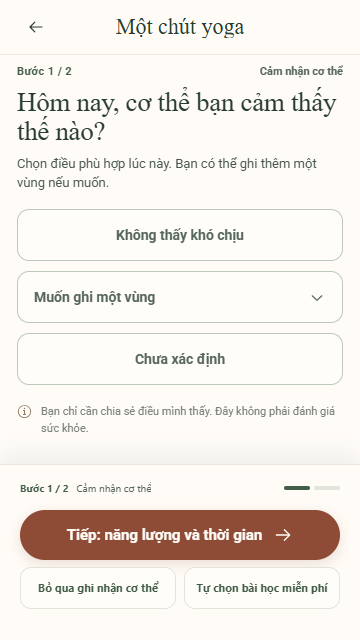 Một chút yoga
Bước 1 / 2
Cảm nhận cơ thể
Hôm nay, cơ thể bạn cảm thấy
thế nào?
Chọn điều phù hợp lúc này. Bạn có thể ghi thêm một
vùng nếu muốn.
Không thấy khó chịu
Muốn ghi một vùng
Chưa xác định
Bạn chỉ cần chia sẻ điều mình thấy. Đây không phải đánh giá
sức khỏe.
Bước 1 / 2 Cảm nhận cơ thể
Tiếp: năng lượng và thời gian
Bỏ qua ghi nhận cơ thể
Tự chọn bài học miễn phí